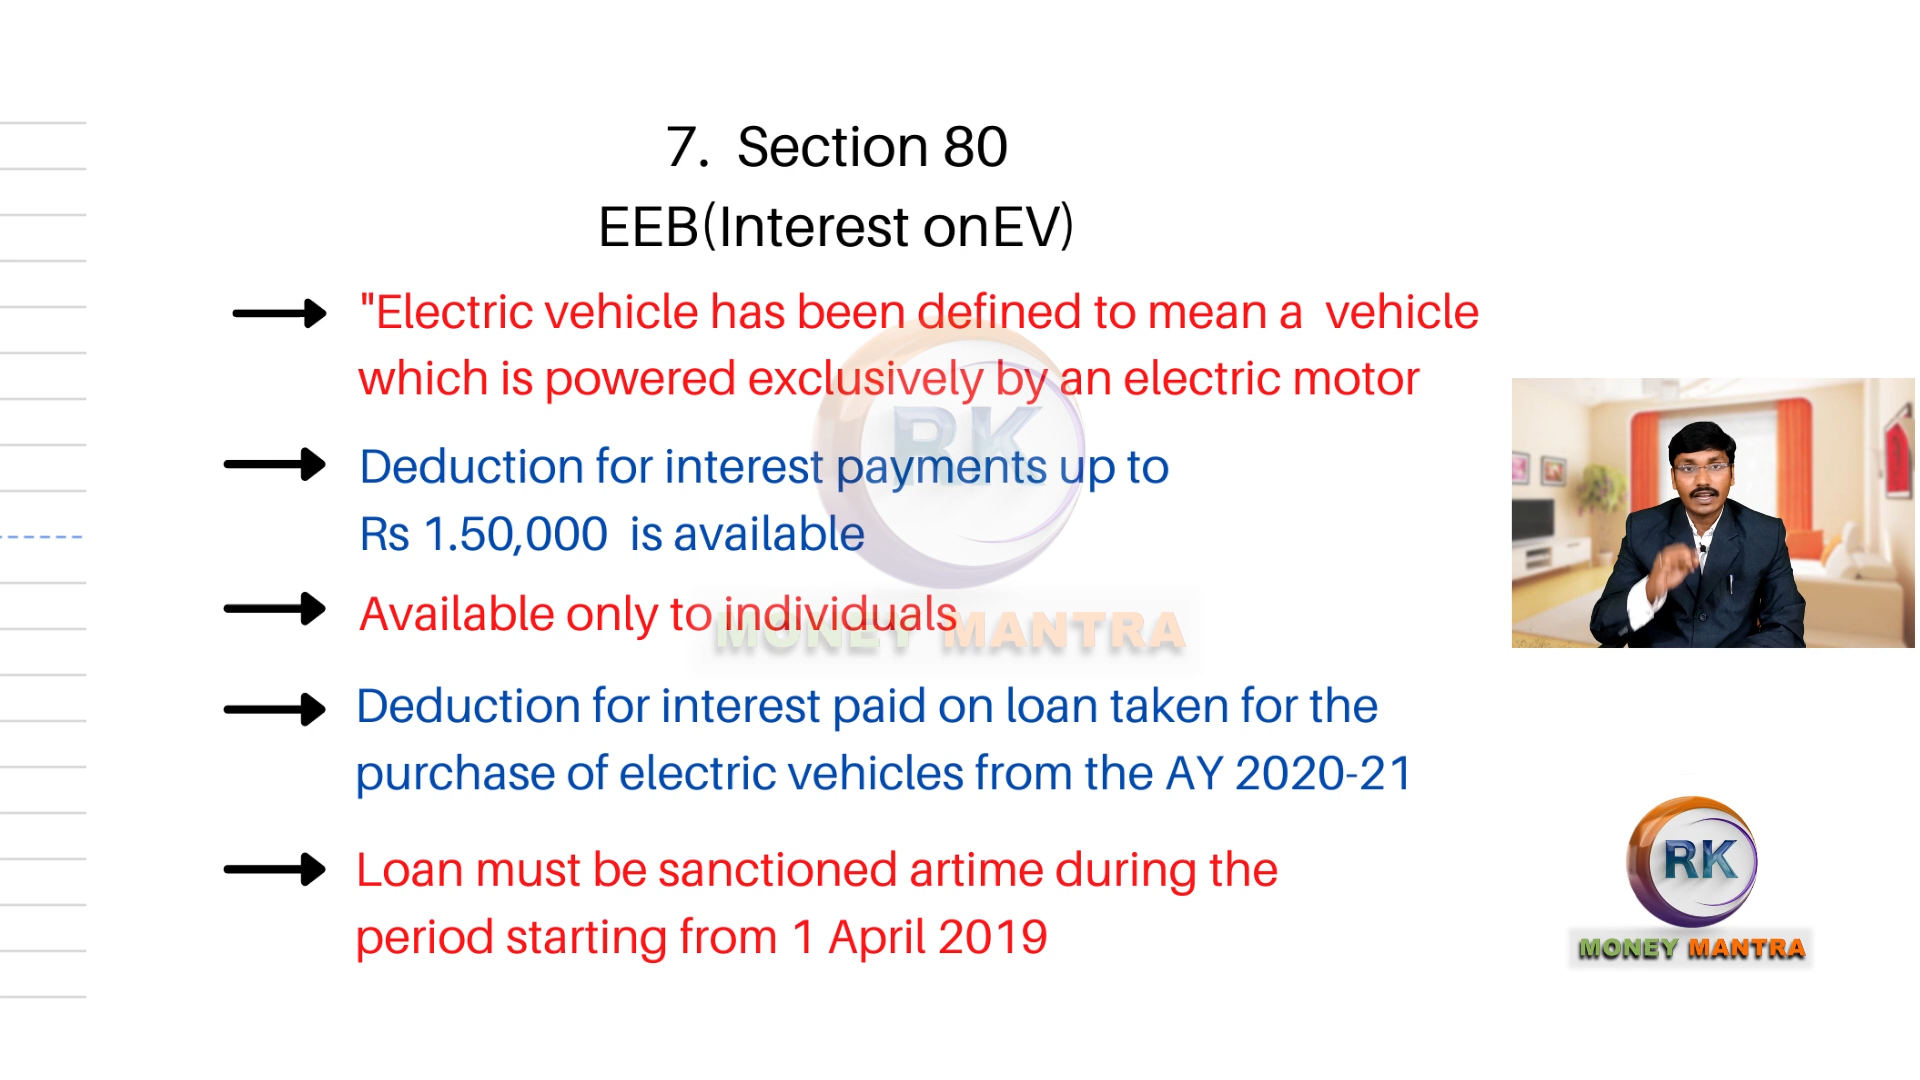 7. Section 80
EEB(Interest onEV)
"Electric vehicle has been defined to mean a vehicle
which is powered exclusively by an electric motor
Deduction for interest payments up to
Rs 1.50,000 is available
Available only to individuals
Deduction for interest paid on loan taken for the
purchase of electric vehicles from the AY 2020-21
Loan must be sanctioned artime during the
period starting from 1 April 2019
RK
MONEY MANTRA
RK
MONEY MANTRA